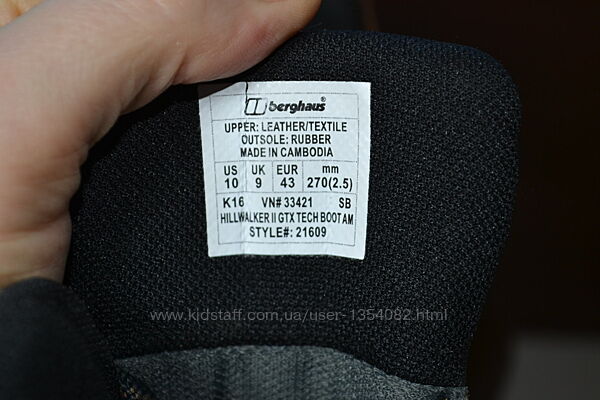 berghaus®
UPPER: LEATHER/TEXTILE
OUTSOLE: RUBBER
MADE IN CAMBODIA
US UK EUR mm
10 9 43 270(2.5)
K16 VN# 33421 SB
HILLWALKER II GTX TECH BOOT AM
STYLE#: 21609
www.kidstaff.com.ua/user-1354082.html